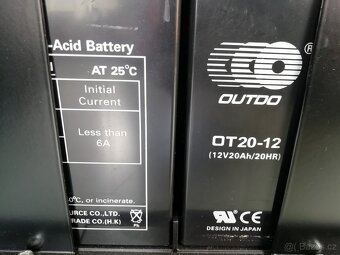 -Acid Battery
AT 25°C
Initial
Current
Less than
6A
0°C, or incinerate.
URCE CO.,LTD.
RADE CO.(H.K)
Pb
®
OUTDO
OT20-12
(12V20Ah/20HR)
CE
DESIGN IN JAPAN